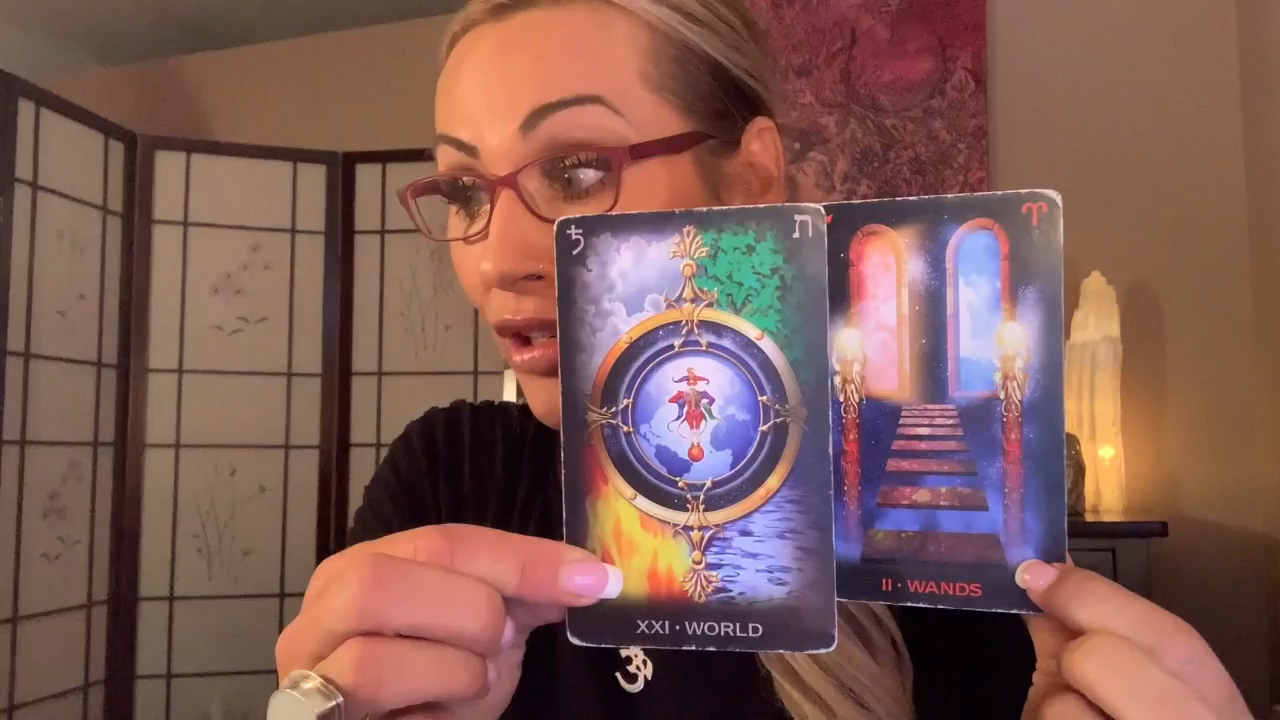 ♄ ת
♈
XXI • WORLD
II • WANDS
ॐ